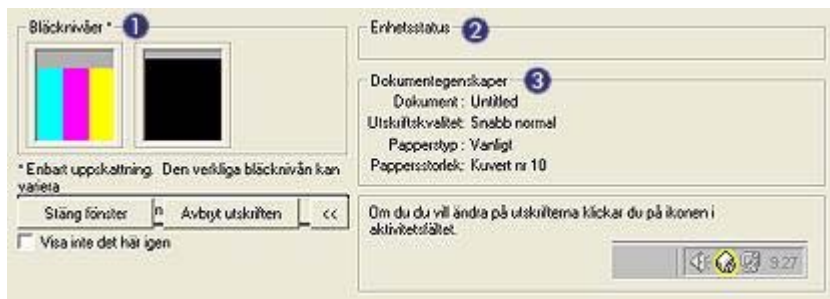 Bläcknivåer * 1
* Enbart uppskattning. Den verkliga bläcknivån kan
variera
Stäng fönster
n
Avbryt utskriften
<<
Visa inte det här igen
Enhetsstatus 2
Dokumentegenskaper 3
Dokument : Untitled
Utskriftskvalitet: Snabb normal
Papperstyp : Vanligt
Pappersstorlek: Kuvert nr 10
Om du du vill ändra på utskrifterna klickar du på ikonen i
aktivitetsfältet.
9:27